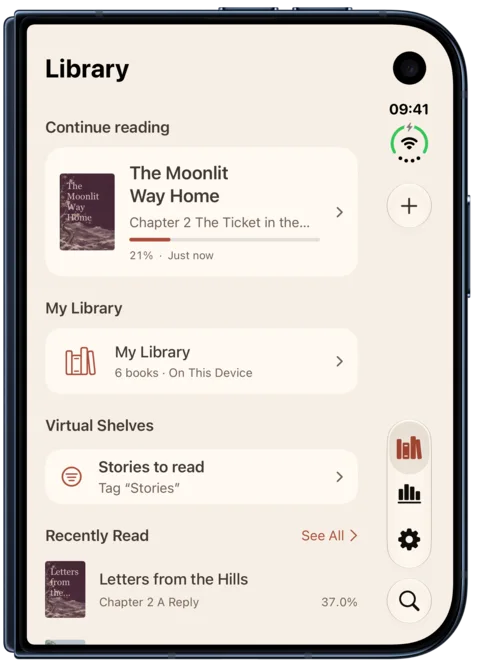 Library
09:41
Continue reading
The Moonlit
Way Home
Memory
The Moonlit
Way Home
Chapter 2 The Ticket in the...
21% · Just now
My Library
My Library
6 books · On This Device
Virtual Shelves
Stories to read
Tag “Stories”
Recently Read
See All
Letters
from
the...
Letters from the Hills
Chapter 2 A Reply
37.0%